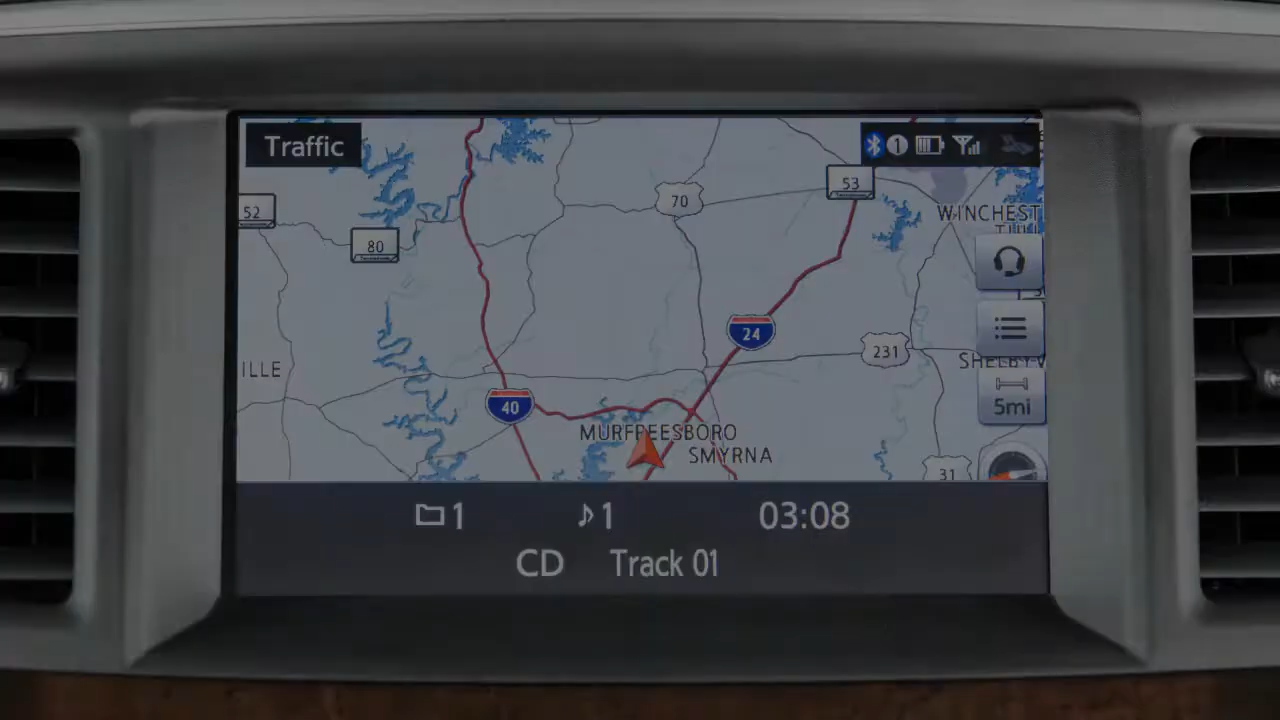 Traffic
1
53
70
52
WINCHEST
80
24
231
ILLE
5mi
40
MURFREESBORO
SMYRNA
31
1
1
03:08
CD
Track 01